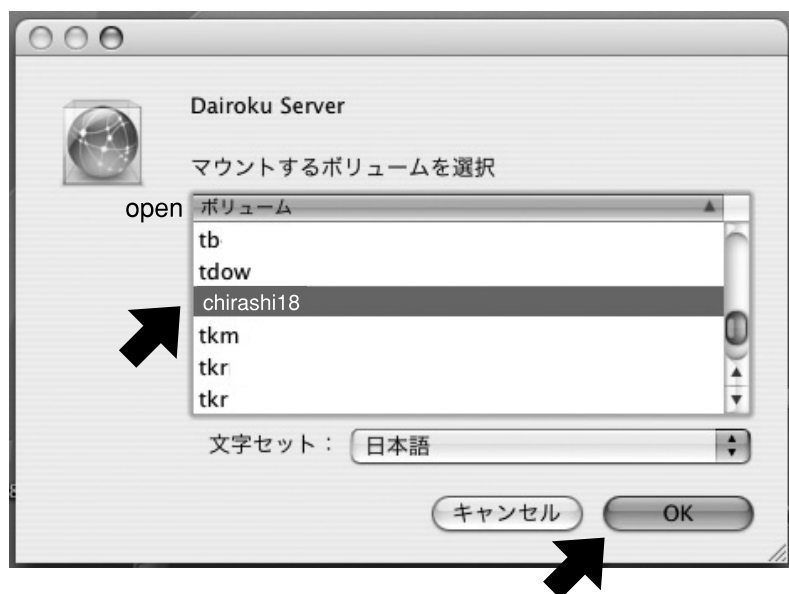 Dairoku Server
マウントするボリュームを選択
open
ボリューム
tb
tdow
chirashi18
tkm
tkr
tkr
文字セット：
日本語
キャンセル
OK